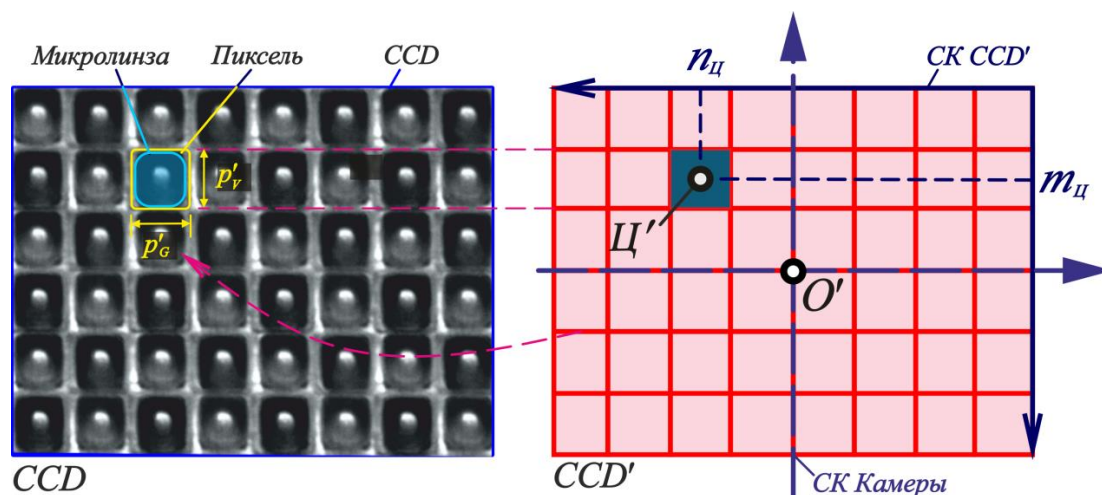 Микролинза
Пиксель
CCD
p'V
p'G
CCD
nц
СК CCD'
mц
Ц'
O'
CCD'
СК Камеры